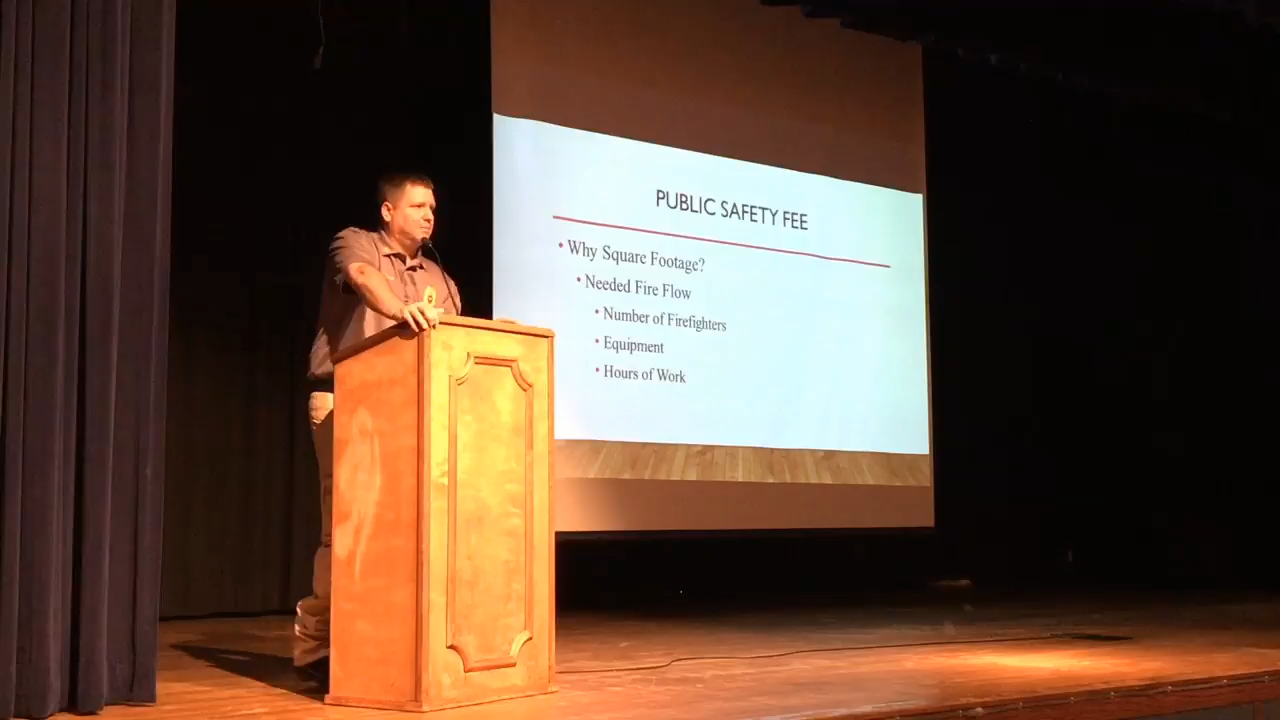 PUBLIC SAFETY FEE
• Why Square Footage?
• Needed Fire Flow
• Number of Firefighters
• Equipment
• Hours of Work